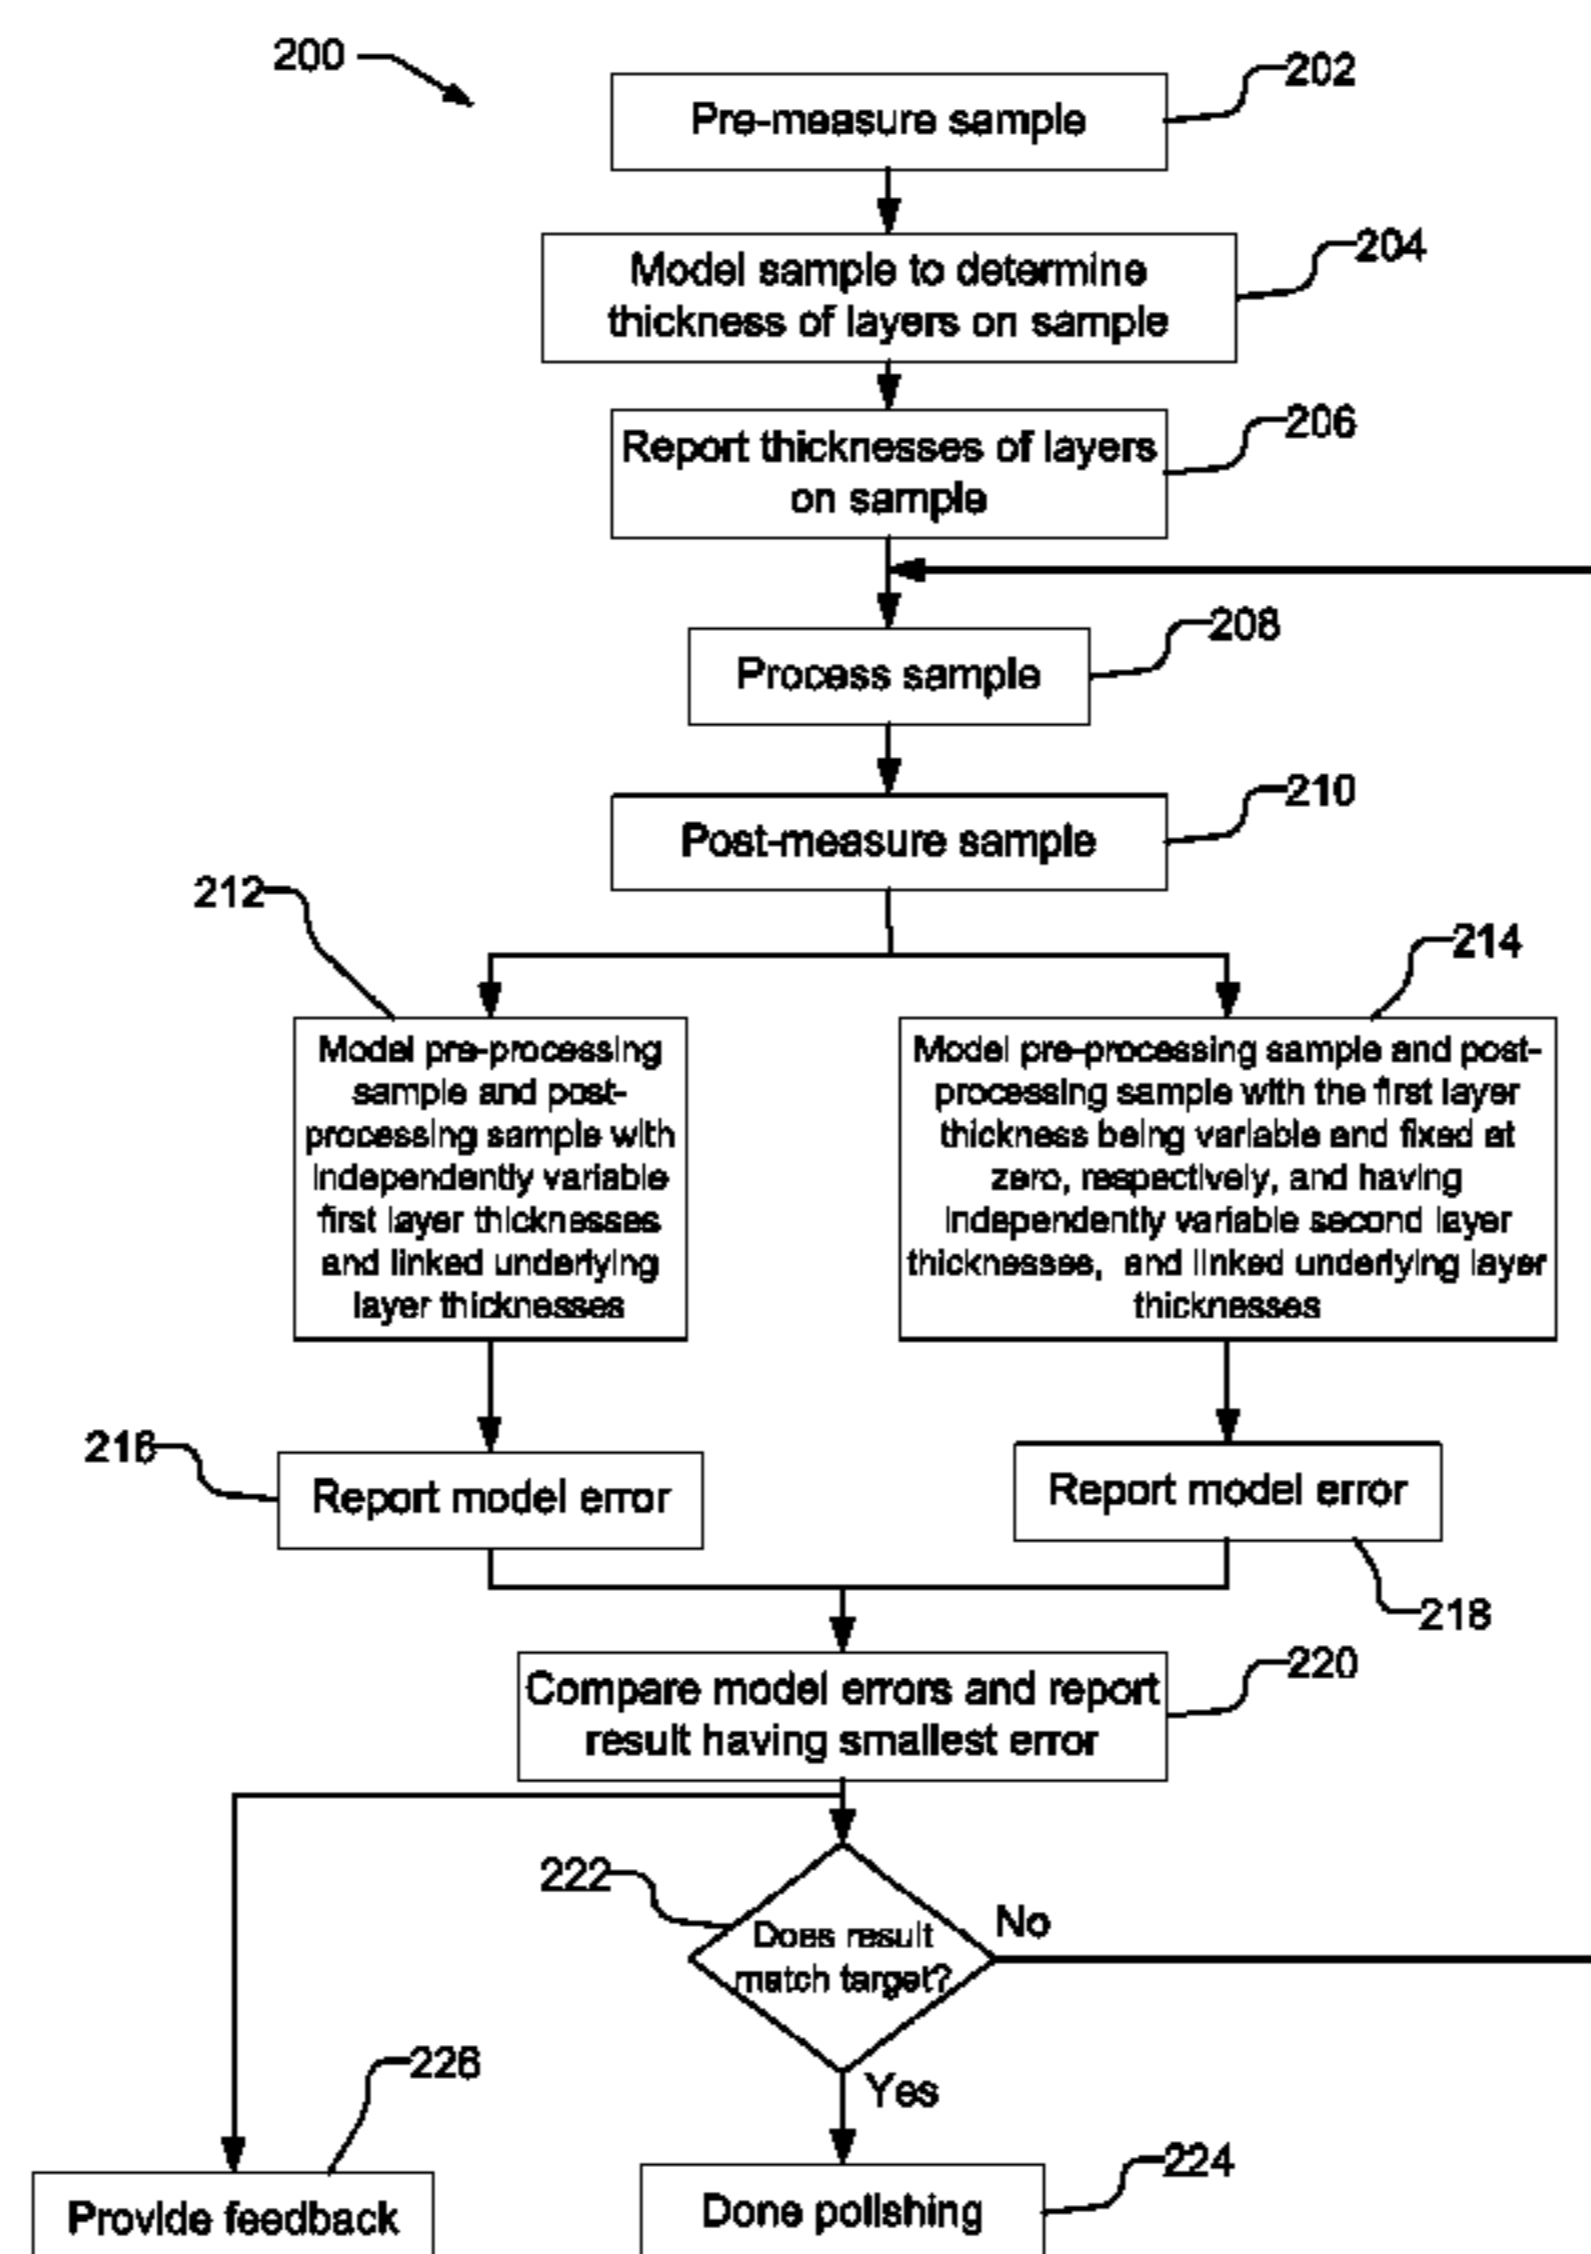 200
202
Pre-measure sample
204
Model sample to determine
thickness of layers on sample
206
Report thicknesses of layers
on sample
208
Process sample
210
Post-measure sample
212
Model pre-processing
sample and post-
processing sample with
independently variable
first layer thicknesses
and linked underlying
layer thicknesses
214
Model pre-processing sample and post-
processing sample with the first layer
thickness being variable and fixed at
zero, respectively, and having
independently variable second layer
thicknesses, and linked underlying layer
thicknesses
216
Report model error
Report model error
218
220
Compare model errors and report
result having smallest error
222
Does result
match target?
No
Yes
226
Provide feedback
224
Done polishing